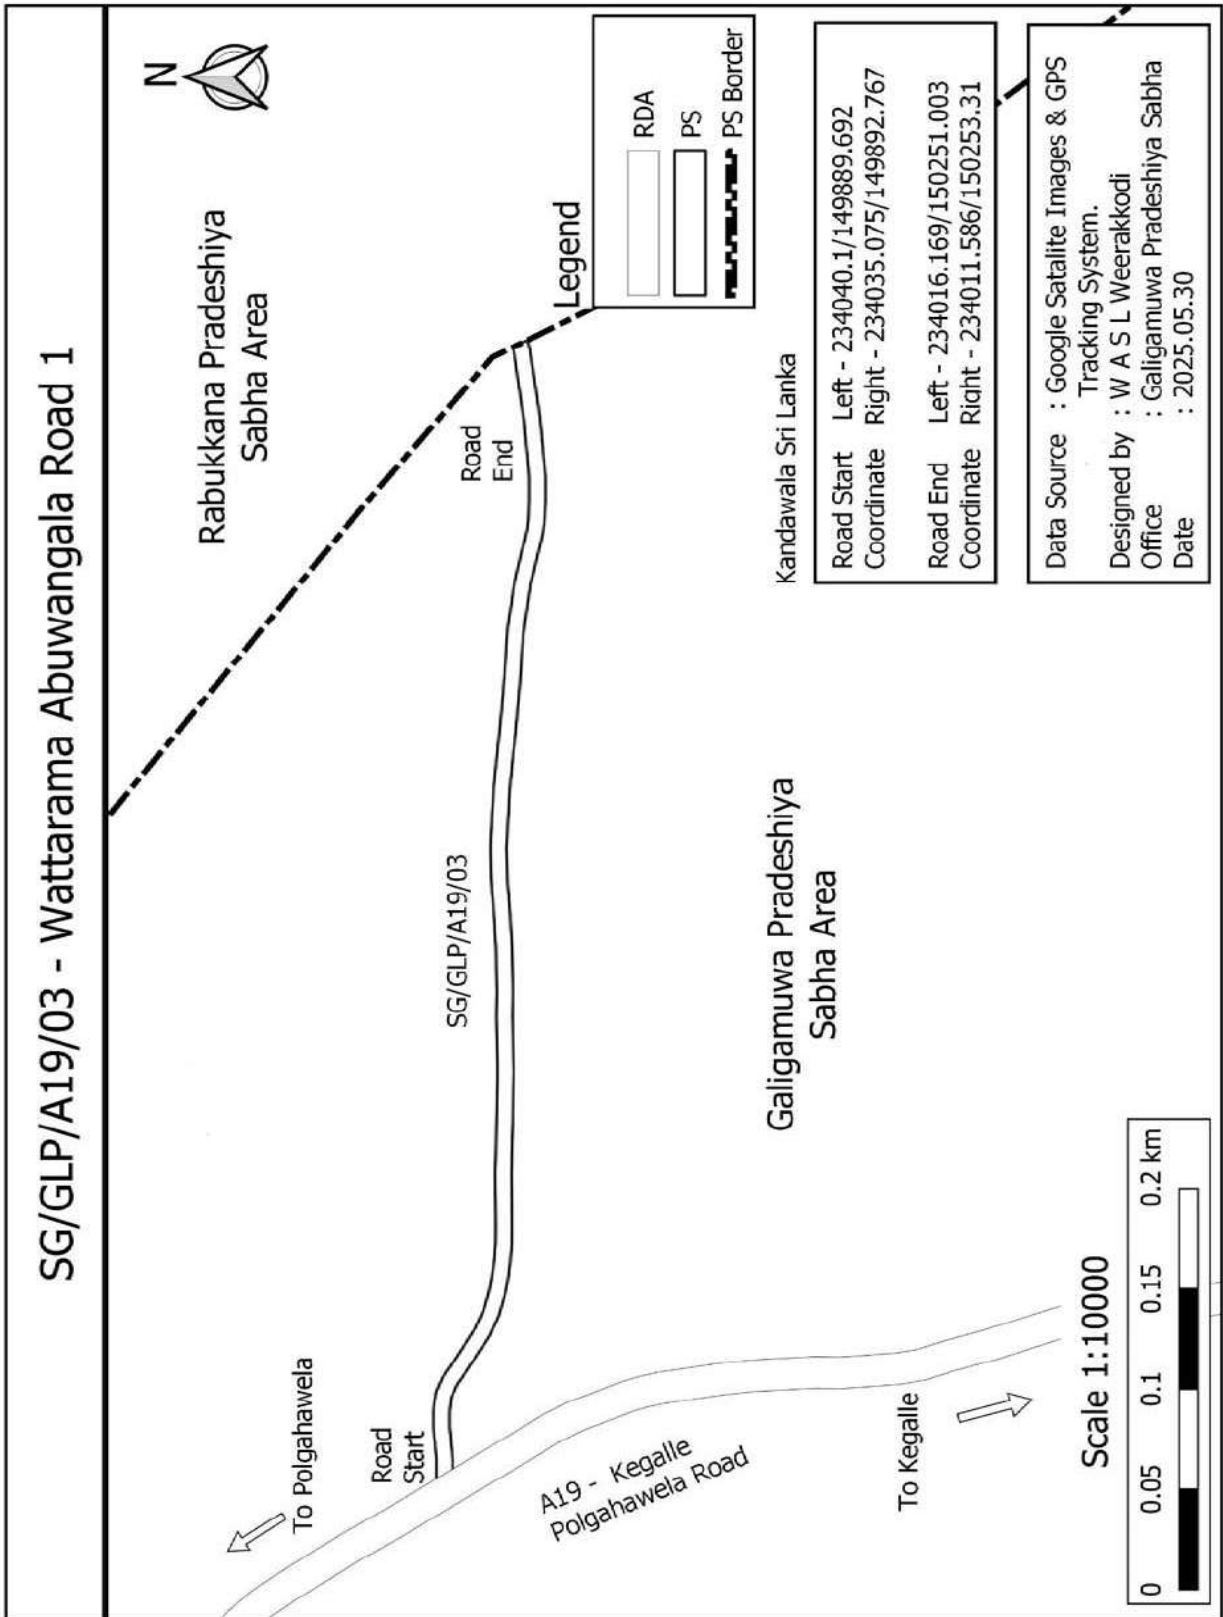 SG/GLP/A19/03 - Wattarama Abuwangala Road 1
N
Rabukkana Pradeshiya
Sabha Area
To Polgahawela
Road
Start
SG/GLP/A19/03
Road
End
A19 - Kegalle
Polgahawela Road
Legend
RDA
PS
PS Border
Galigamuwa Pradeshiya
Sabha Area
Kandawala Sri Lanka
To Kegalle
Road Start Left - 234040.1/149889.692
Coordinate Right - 234035.075/149892.767
Road End Left - 234016.169/150251.003
Coordinate Right - 234011.586/150253.31
Scale 1:10000
0 0.05 0.1 0.15 0.2 km
Data Source : Google Satalite Images & GPS
Tracking System.
Designed by : W A S L Weerakkodi
Office : Galigamuwa Pradeshiya Sabha
Date : 2025.05.30